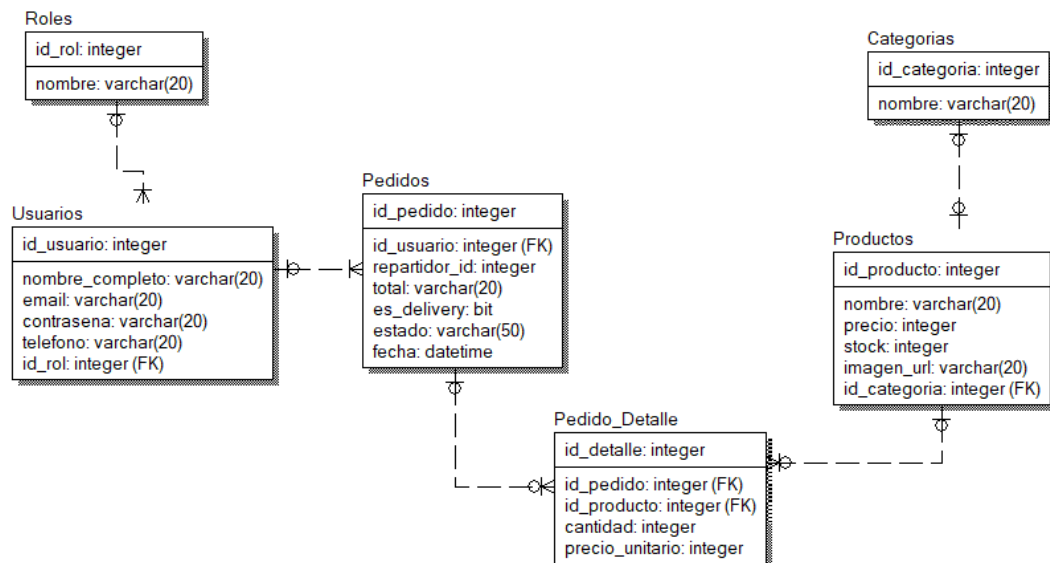 Roles
id_rol: integer
nombre: varchar(20)
Categorias
id_categoria: integer
nombre: varchar(20)
Usuarios
id_usuario: integer
nombre_completo: varchar(20)
email: varchar(20)
contrasena: varchar(20)
telefono: varchar(20)
id_rol: integer (FK)
Pedidos
id_pedido: integer
id_usuario: integer (FK)
repartidor_id: integer
total: varchar(20)
es_delivery: bit
estado: varchar(50)
fecha: datetime
Productos
id_producto: integer
nombre: varchar(20)
precio: integer
stock: integer
imagen_url: varchar(20)
id_categoria: integer (FK)
Pedido_Detalle
id_detalle: integer
id_pedido: integer (FK)
id_producto: integer (FK)
cantidad: integer
precio_unitario: integer